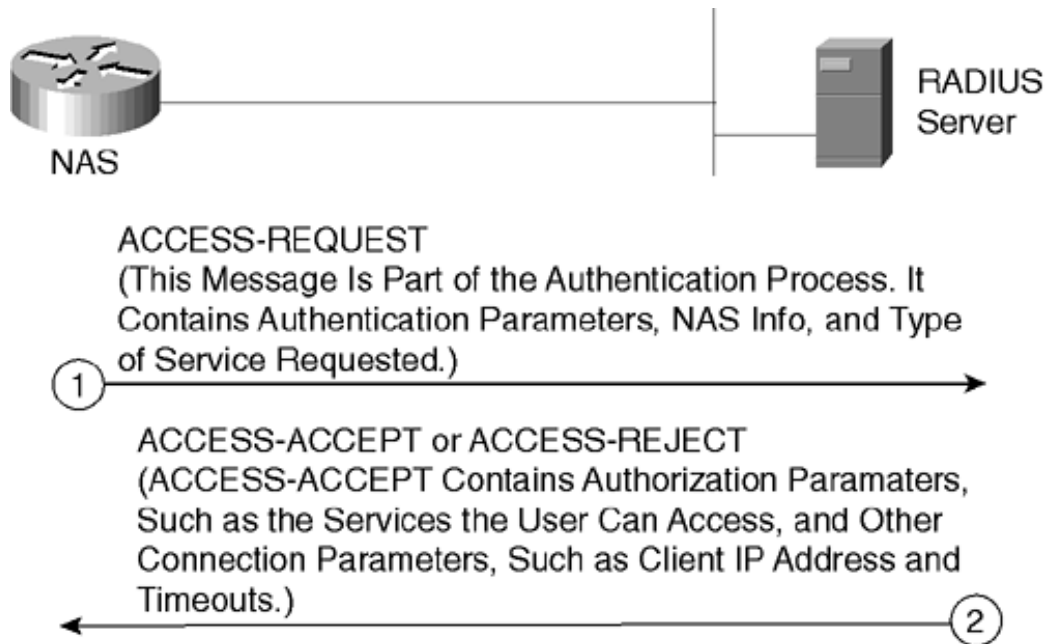 RADIUS
Server
NAS
ACCESS-REQUEST
(This Message Is Part of the Authentication Process. It
Contains Authentication Parameters, NAS Info, and Type
of Service Requested.)
1
ACCESS-ACCEPT or ACCESS-REJECT
(ACCESS-ACCEPT Contains Authorization Paramaters,
Such as the Services the User Can Access, and Other
Connection Parameters, Such as Client IP Address and
Timeouts.)
2